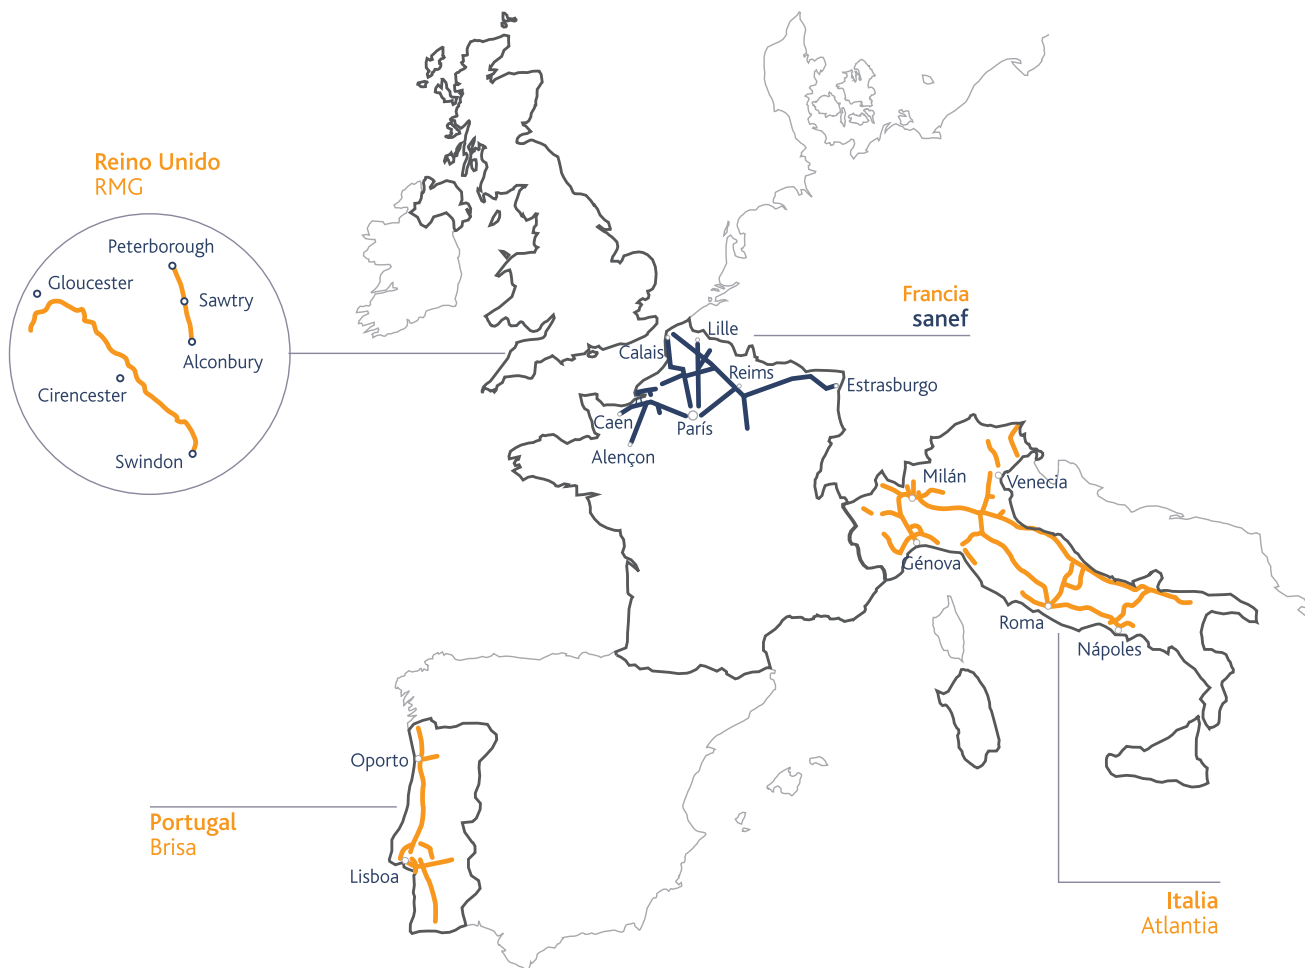 Reino Unido
RMG
Peterborough
Gloucester
Sawtry
Alconbury
Cirencester
Swindon
Francia
sanef
Lille
Calais
Reims
Estrasburgo
Caen
París
Alençon
Milán
Venecia
Génova
Roma
Nápoles
Oporto
Portugal
Brisa
Lisboa
Italia
Atlantia